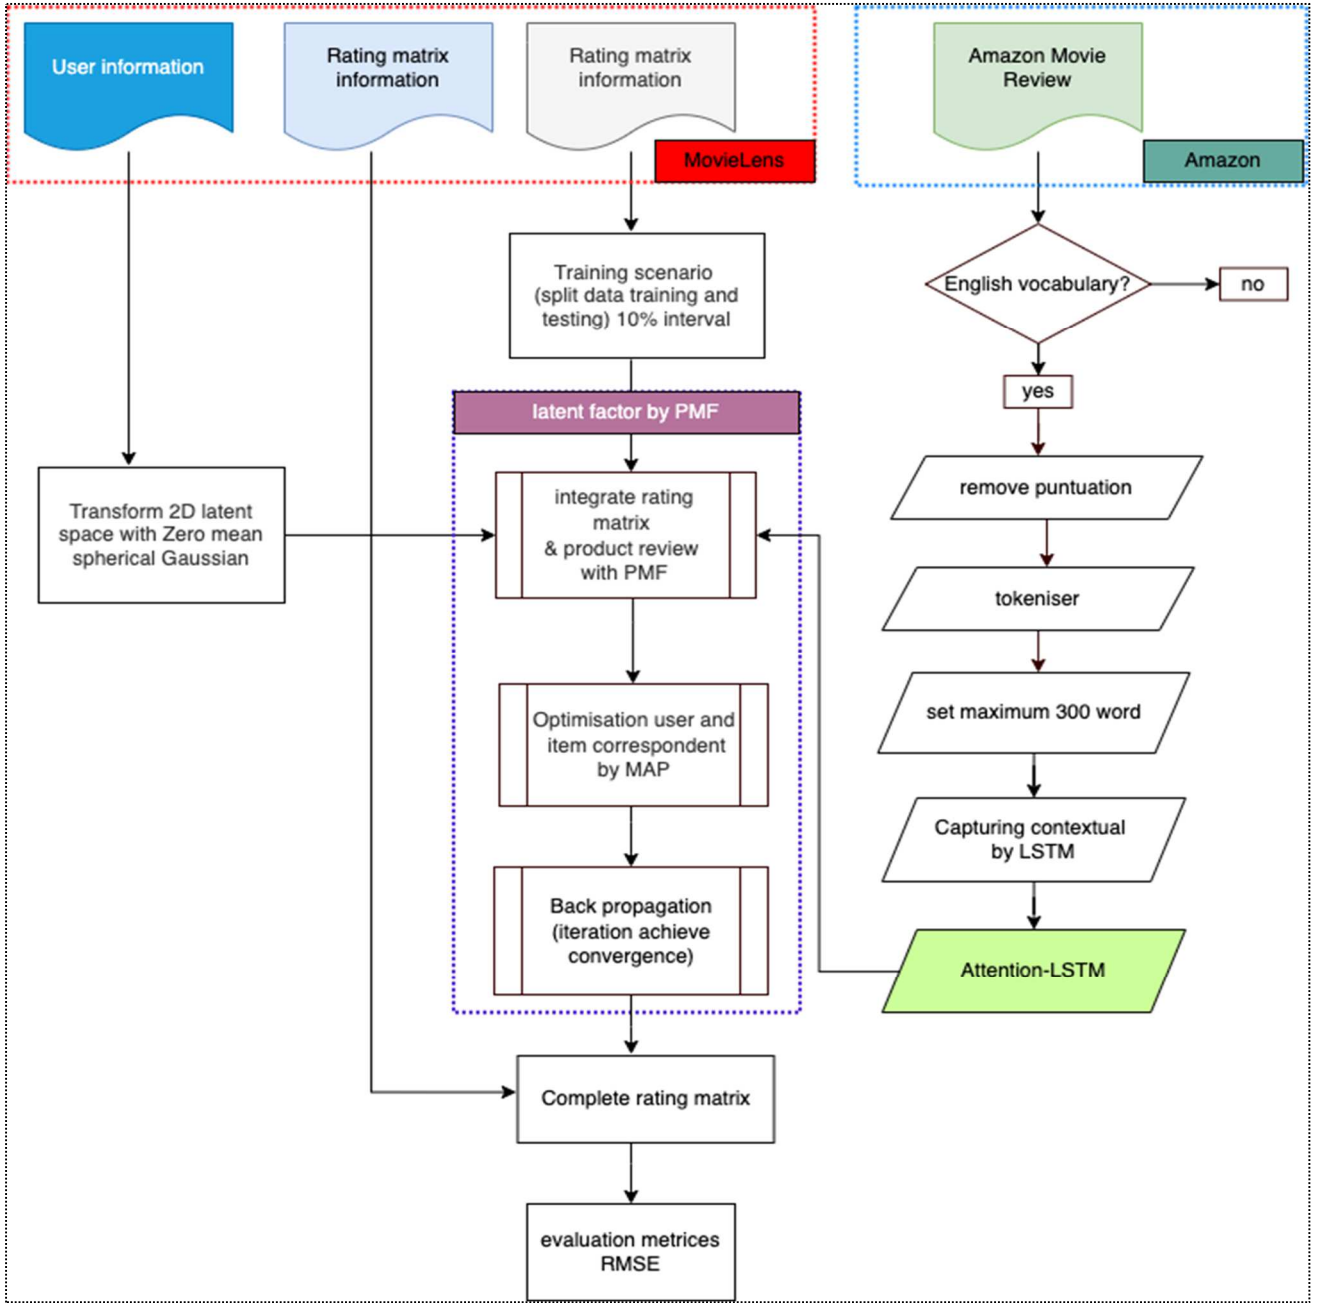 User information
Rating matrix
information
Rating matrix
information
MovieLens
Amazon Movie
Review
Amazon
Training scenario
(split data training and
testing) 10% interval
English vocabulary?
no
yes
latent factor by PMF
remove puntuation
Transform 2D latent
space with Zero mean
spherical Gaussian
integrate rating
matrix
& product review
with PMF
tokeniser
set maximum 300 word
Optimisation user and
item correspondent
by MAP
Capturing contextual
by LSTM
Back propagation
(iteration achieve
convergence)
Attention-LSTM
Complete rating matrix
evaluation metrices
RMSE